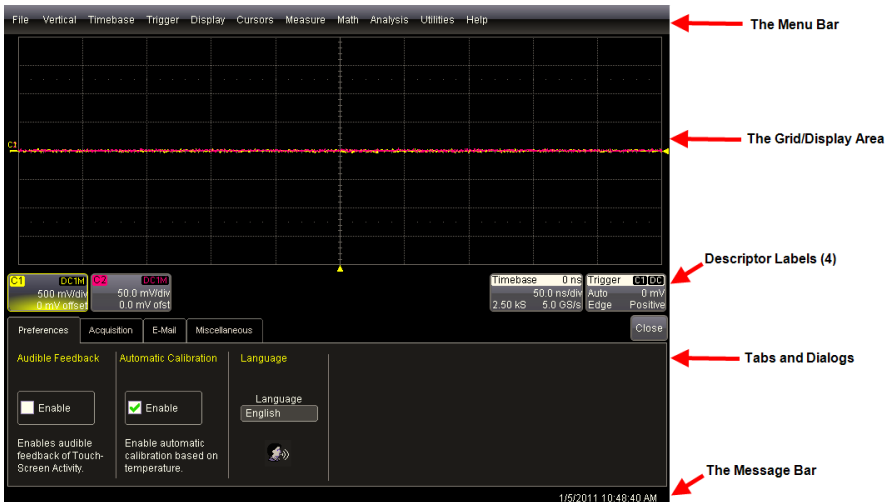 File Vertical Timebase Trigger Display Cursors Measure Math Analysis Utilities Help
The Menu Bar
C1
The Grid/Display Area
Descriptor Labels (4)
C1 DC1M
500 mV/div
0 mV offset
C2 DC1M
50.0 mV/div
0.0 mV ofst
Timebase 0 ns
50.0 ns/div
2.50 kS 5.0 GS/s
Trigger C1 DC
Auto 0 mV
Edge Positive
Preferences Acquisition E-Mail Miscellaneous
Close
Tabs and Dialogs
Audible Feedback
Enable
Enables audible
feedback of Touch-
Screen Activity.
Automatic Calibration
Enable
Enable automatic
calibration based on
temperature.
Language
Language
English
The Message Bar
1/5/2011 10:48:40 AM